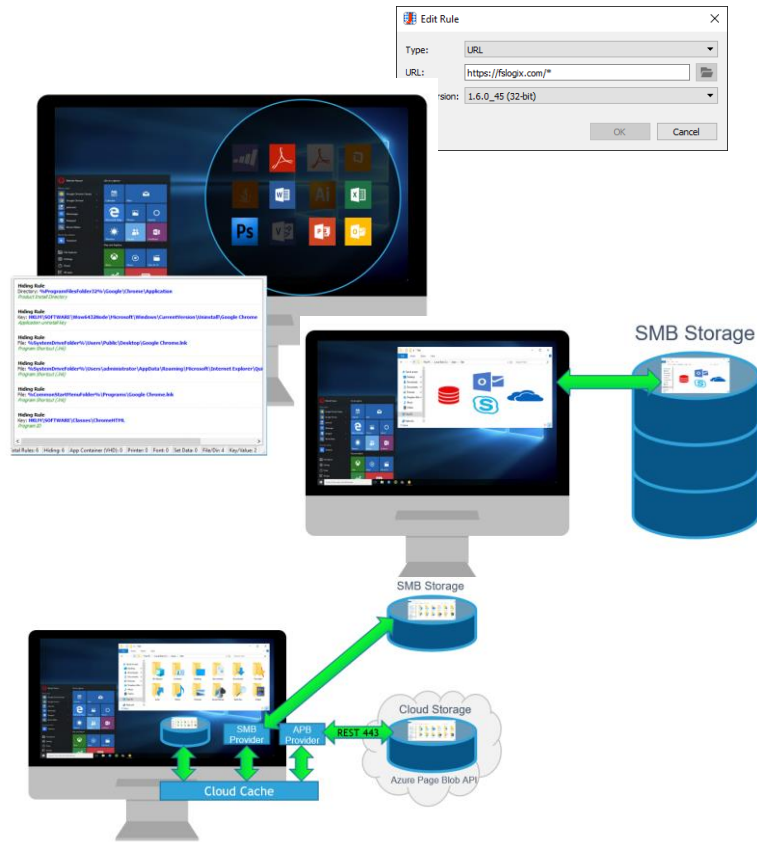 Edit Rule
Type: URL
URL: https://fslogix.com/*
rsion: 1.6.0_45 (32-bit)
OK Cancel
Ai
Ps
Hiding Rule
Directory: %ProgramFilesFolder32%\Google\Chrome\Application
Product Install Directory
Hiding Rule
Key: HKLM\SOFTWARE\Wow6432Node\Microsoft\Windows\CurrentVersion\Uninstall\Google Chrome
Application uninstall key
Hiding Rule
File: %SystemDriveFolder%\Users\Public\Desktop\Google Chrome.lnk
Program Shortcut (.lnk)
Hiding Rule
File: %SystemDriveFolder%\Users\administrator\AppData\Roaming\Microsoft\Internet Explorer\Qui
Program Shortcut (.lnk)
Hiding Rule
File: %CommonStartMenuFolder%\Programs\Google Chrome.lnk
Program Shortcut (.lnk)
Hiding Rule
Key: HKLM\SOFTWARE\Classes\ChromeHTML
Program ID
otal Rules: 6 Hiding: 6 App Container (VHD): 0 Printer: 0 Font: 0 Set Data: 0 File/Dir: 4 Key/Value: 2
SMB Storage
SMB Storage
Cloud Storage
SMB Provider
APB Provider
REST 443
Azure Page Blob API
Cloud Cache